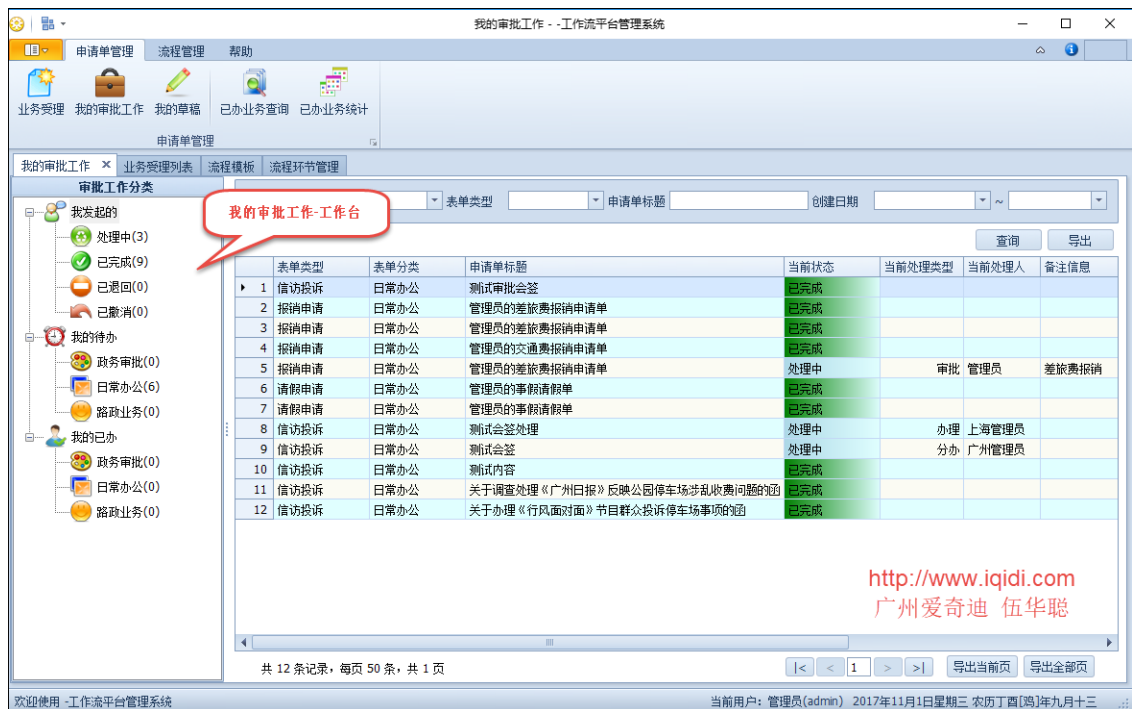 我的审批工作 - -工作流平台管理系统
申请单管理 流程管理 帮助
业务受理 我的审批工作 我的草稿 已办业务查询 已办业务统计
申请单管理
我的审批工作 × 业务受理列表 流程模板 流程环节管理
审批工作分类
我发起的
处理中(3)
已完成(9)
已退回(0)
已撤消(0)
我的待办
政务审批(0)
日常办公(6)
路政业务(0)
我的已办
政务审批(0)
日常办公(0)
路政业务(0)
我的审批工作-工作台
表单类型 申请单标题 创建日期 ~
查询 导出
表单类型 表单分类 申请单标题 当前状态 当前处理类型 当前处理人 备注信息
1 信访投诉 日常办公 测试审批会签 已完成
2 报销申请 日常办公 管理员的差旅费报销申请单 已完成
3 报销申请 日常办公 管理员的差旅费报销申请单 已完成
4 报销申请 日常办公 管理员的交通费报销申请单 已完成
5 报销申请 日常办公 管理员的差旅费报销申请单 处理中 审批 管理员 差旅费报销
6 请假申请 日常办公 管理员的事假请假单 已完成
7 请假申请 日常办公 管理员的事假请假单 已完成
8 信访投诉 日常办公 测试会签处理 处理中 办理 上海管理员
9 信访投诉 日常办公 测试会签 处理中 分办 广州管理员
10 信访投诉 日常办公 测试内容 已完成
11 信访投诉 日常办公 关于调查处理《广州日报》反映公园停车场涉乱收费问题的函 已完成
12 信访投诉 日常办公 关于办理《行风面对面》节目群众投诉停车场事项的函 已完成
http://www.iqidi.com
广州爱奇迪 伍华聪
共 12 条记录，每页 50 条，共 1 页 |< < 1 > >| 导出当前页 导出全部页
欢迎使用 -工作流平台管理系统 当前用户：管理员(admin) 2017年11月1日星期三 农历丁酉[鸡]年九月十三